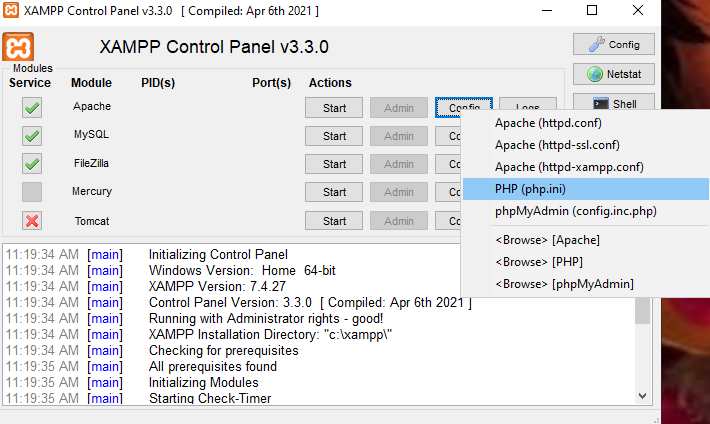 XAMPP Control Panel v3.3.0 [ Compiled: Apr 6th 2021 ]
XAMPP Control Panel v3.3.0
Config
Modules
Service Module PID(s) Port(s) Actions
Netstat
Apache Start Admin Config Logs
Shell
MySQL Start Admin Co
FileZilla Start Admin Co
Mercury Start Admin Co
Tomcat Start Admin Co
Apache (httpd.conf)
Apache (httpd-ssl.conf)
Apache (httpd-xampp.conf)
PHP (php.ini)
phpMyAdmin (config.inc.php)
<Browse> [Apache]
<Browse> [PHP]
<Browse> [phpMyAdmin]
11:19:34 AM [main] Initializing Control Panel
11:19:34 AM [main] Windows Version: Home 64-bit
11:19:34 AM [main] XAMPP Version: 7.4.27
11:19:34 AM [main] Control Panel Version: 3.3.0 [ Compiled: Apr 6th 2021 ]
11:19:34 AM [main] Running with Administrator rights - good!
11:19:34 AM [main] XAMPP Installation Directory: "c:\xampp\"
11:19:34 AM [main] Checking for prerequisites
11:19:35 AM [main] All prerequisites found
11:19:35 AM [main] Initializing Modules
11:19:35 AM [main] Starting Check-Timer